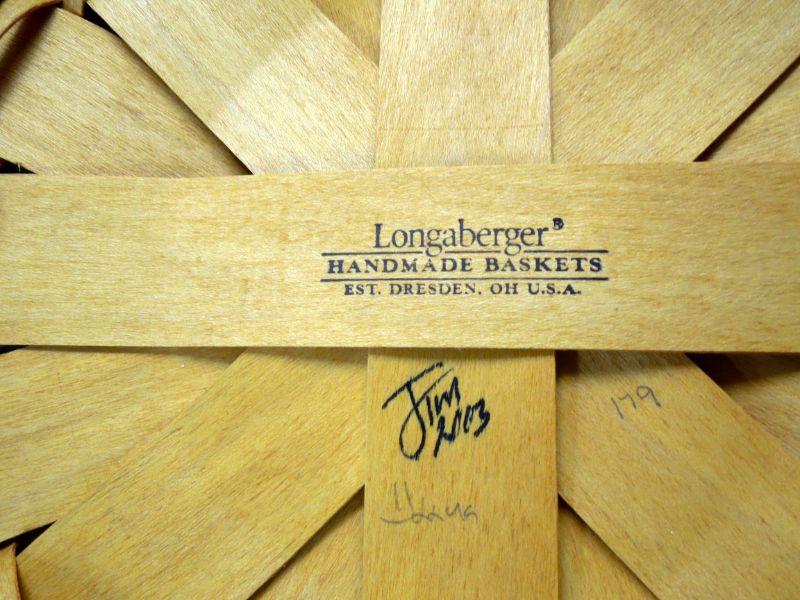 Longaberger®
HANDMADE BASKETS
EST. DRESDEN, OH U.S.A.
Jim
2003
179